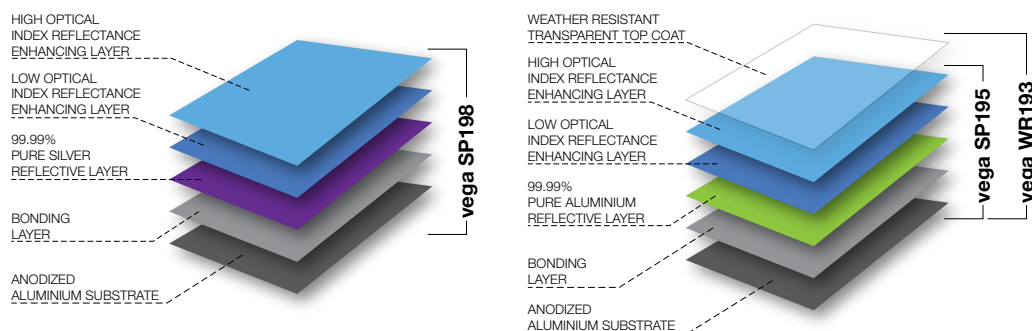 HIGH OPTICAL
INDEX REFLECTANCE
ENHANCING LAYER
LOW OPTICAL
INDEX REFLECTANCE
ENHANCING LAYER
99.99%
PURE SILVER
REFLECTIVE LAYER
BONDING
LAYER
ANODIZED
ALUMINIUM SUBSTRATE
vega SP198
WEATHER RESISTANT
TRANSPARENT TOP COAT
HIGH OPTICAL
INDEX REFLECTANCE
ENHANCING LAYER
LOW OPTICAL
INDEX REFLECTANCE
ENHANCING LAYER
99.99%
PURE ALUMINIUM
REFLECTIVE LAYER
BONDING
LAYER
ANODIZED
ALUMINIUM SUBSTRATE
vega SP195
vega WR193